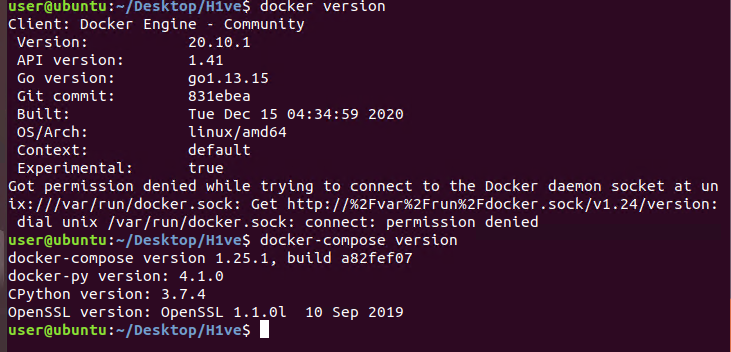 user@ubuntu:~/Desktop/H1ve$ docker version
Client: Docker Engine - Community
 Version:           20.10.1
 API version:       1.41
 Go version:        go1.13.15
 Git commit:        831ebea
 Built:             Tue Dec 15 04:34:59 2020
 OS/Arch:           linux/amd64
 Context:           default
 Experimental:      true
Got permission denied while trying to connect to the Docker daemon socket at un
ix:///var/run/docker.sock: Get http://%2Fvar%2Frun%2Fdocker.sock/v1.24/version:
 dial unix /var/run/docker.sock: connect: permission denied
user@ubuntu:~/Desktop/H1ve$ docker-compose version
docker-compose version 1.25.1, build a82fef07
docker-py version: 4.1.0
CPython version: 3.7.4
OpenSSL version: OpenSSL 1.1.0l  10 Sep 2019
user@ubuntu:~/Desktop/H1ve$